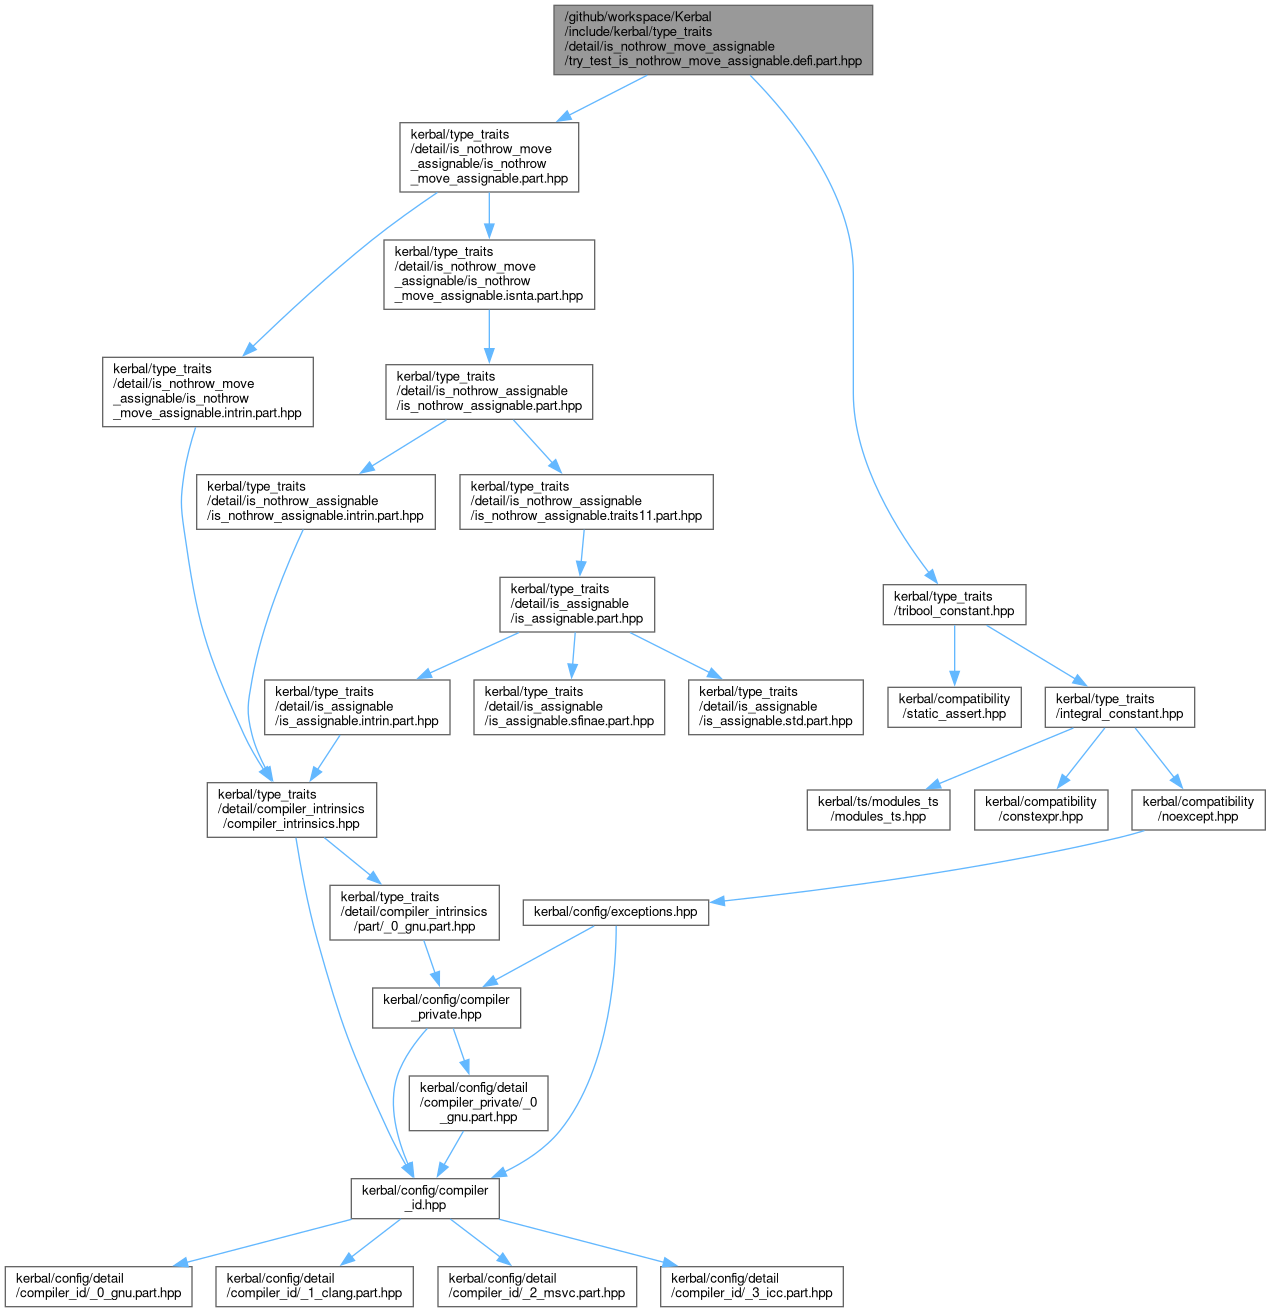 /github/workspace/Kerbal
/include/kerbal/type_traits
/detail/is_nothrow_move_assignable
/try_test_is_nothrow_move_assignable.defi.part.hpp
kerbal/type_traits
/detail/is_nothrow_move
_assignable/is_nothrow
_move_assignable.part.hpp
kerbal/type_traits
/detail/is_nothrow_move
_assignable/is_nothrow
_move_assignable.isnta.part.hpp
kerbal/type_traits
/detail/is_nothrow_move
_assignable/is_nothrow
_move_assignable.intrin.part.hpp
kerbal/type_traits
/detail/is_nothrow_assignable
/is_nothrow_assignable.part.hpp
kerbal/type_traits
/detail/is_nothrow_assignable
/is_nothrow_assignable.intrin.part.hpp
kerbal/type_traits
/detail/is_nothrow_assignable
/is_nothrow_assignable.traits11.part.hpp
kerbal/type_traits
/detail/is_assignable
/is_assignable.part.hpp
kerbal/type_traits
/tribool_constant.hpp
kerbal/type_traits
/detail/is_assignable
/is_assignable.intrin.part.hpp
kerbal/type_traits
/detail/is_assignable
/is_assignable.sfinae.part.hpp
kerbal/type_traits
/detail/is_assignable
/is_assignable.std.part.hpp
kerbal/compatibility
/static_assert.hpp
kerbal/type_traits
/integral_constant.hpp
kerbal/type_traits
/detail/compiler_intrinsics
/compiler_intrinsics.hpp
kerbal/ts/modules_ts
/modules_ts.hpp
kerbal/compatibility
/constexpr.hpp
kerbal/compatibility
/noexcept.hpp
kerbal/type_traits
/detail/compiler_intrinsics
/part/_0_gnu.part.hpp
kerbal/config/exceptions.hpp
kerbal/config/compiler
_private.hpp
kerbal/config/detail
/compiler_private/_0
_gnu.part.hpp
kerbal/config/compiler
_id.hpp
kerbal/config/detail
/compiler_id/_0_gnu.part.hpp
kerbal/config/detail
/compiler_id/_1_clang.part.hpp
kerbal/config/detail
/compiler_id/_2_msvc.part.hpp
kerbal/config/detail
/compiler_id/_3_icc.part.hpp